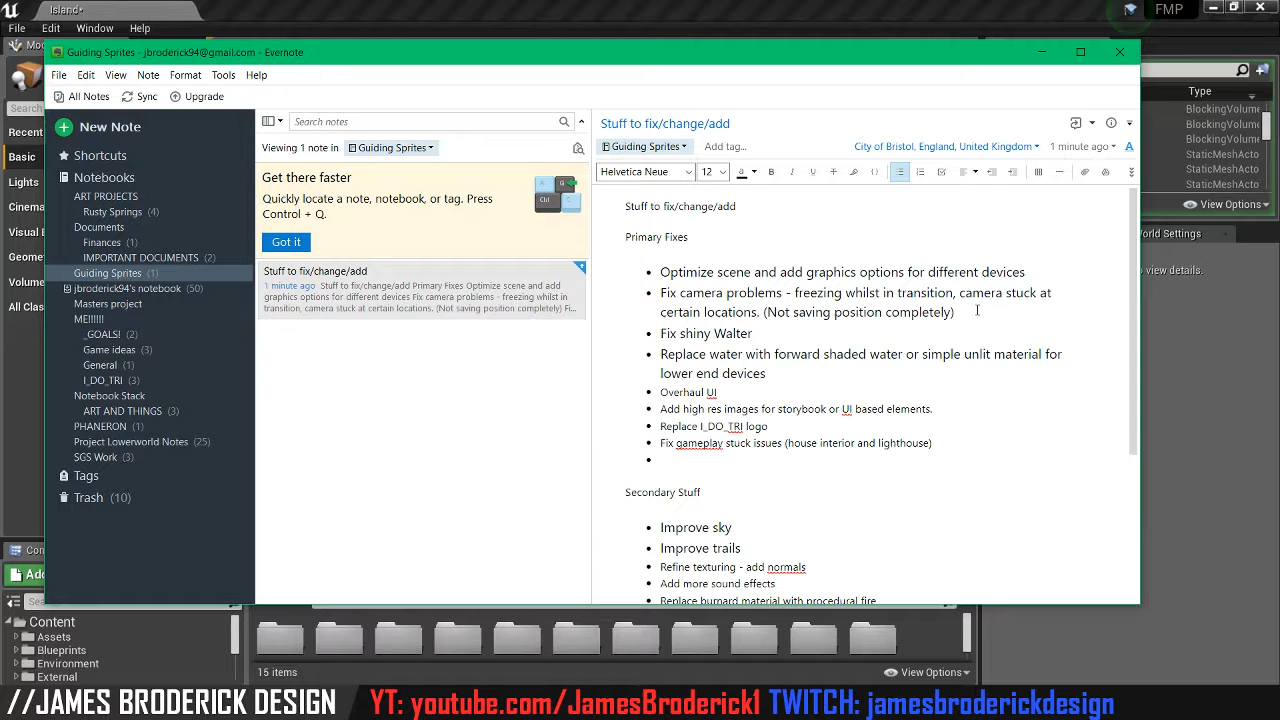 Island*
FMP
File Edit Window Help
Guiding Sprites - jbroderick94@gmail.com - Evernote
File Edit View Note Format Tools Help
All Notes Sync Upgrade
New Note
Shortcuts
Notebooks
ART PROJECTS
Rusty Springs (4)
Documents
Finances (1)
IMPORTANT DOCUMENTS (2)
Guiding Sprites (1)
jbroderick94's notebook (50)
Masters project
ME!!!!!!
_GOALS! (2)
Game ideas (3)
General (1)
I_DO_TRI (3)
Notebook Stack
ART AND THINGS (3)
PHANERON (1)
Project Lowerworld Notes (25)
SGS Work (3)
Tags
Trash (10)
Search notes
Viewing 1 note in Guiding Sprites
Get there faster
Quickly locate a note, notebook, or tag. Press
Control + Q.
Got it
Ctrl
Stuff to fix/change/add
1 minute ago Stuff to fix/change/add Primary Fixes Optimize scene and add
graphics options for different devices Fix camera problems - freezing whilst in
transition, camera stuck at certain locations. (Not saving position completely) Fi...
Stuff to fix/change/add
Guiding Sprites Add tag...
City of Bristol, England, United Kingdom 1 minute ago
Helvetica Neue 12
Stuff to fix/change/add
Primary Fixes
• Optimize scene and add graphics options for different devices
• Fix camera problems - freezing whilst in transition, camera stuck at
certain locations. (Not saving position completely)
• Fix shiny Walter
• Replace water with forward shaded water or simple unlit material for
lower end devices
• Overhaul UI
• Add high res images for storybook or UI based elements.
• Replace I_DO_TRI logo
• Fix gameplay stuck issues (house interior and lighthouse)
•
Secondary Stuff
• Improve sky
• Improve trails
• Refine texturing - add normals
• Add more sound effects
• Replace burnard material with procedural fire
Recent
Basic
Lights
Cinema
Visual E
Geome
All Class
Type
BlockingVolume
BlockingVolume
BlockingVolume
StaticMeshActo
StaticMeshActo
StaticMeshActo
View Options
World Settings
view details.
Content
Assets
Blueprints
Environment
External
15 items
View Options
//JAMES BRODERICK DESIGN YT: youtube.com/JamesBroderick1 TWITCH: jamesbroderickdesign